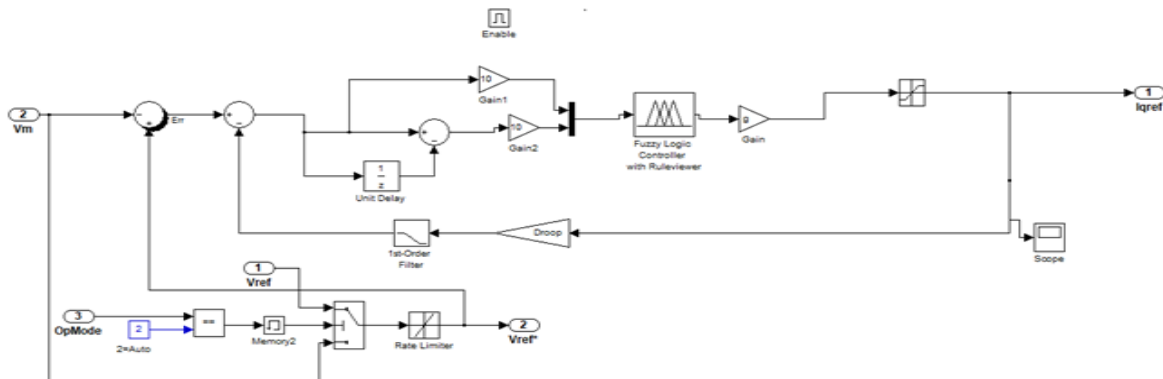 Enable
10
Gain1
2
Vm
-
+
Err
+
-
+
-
10
Gain2
Fuzzy Logic
Controller
with Ruleviewer
g
Gain
1
Iqref
1
z
Unit Delay
Droop
1st-Order
Filter
Scope
1
Vref
3
OpMode
2
2=Auto
==
Memory2
Rate Limiter
2
Vref*